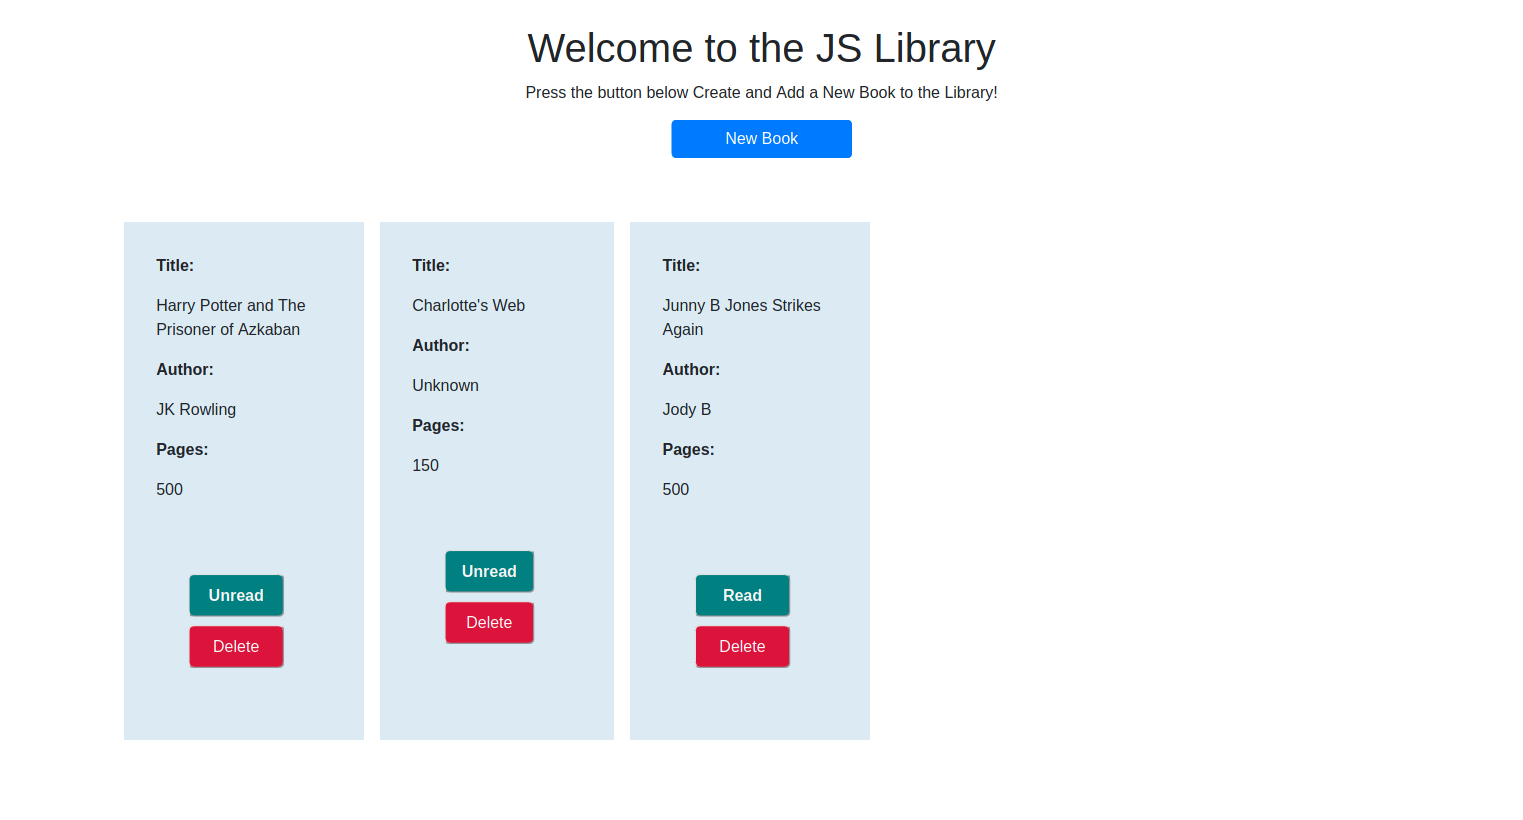 Welcome to the JS Library
Press the button below Create and Add a New Book to the Library!
New Book
Title:
Harry Potter and The
Prisoner of Azkaban
Author:
JK Rowling
Pages:
500
Unread
Delete
Title:
Charlotte's Web
Author:
Unknown
Pages:
150
Unread
Delete
Title:
Junny B Jones Strikes
Again
Author:
Jody B
Pages:
500
Read
Delete